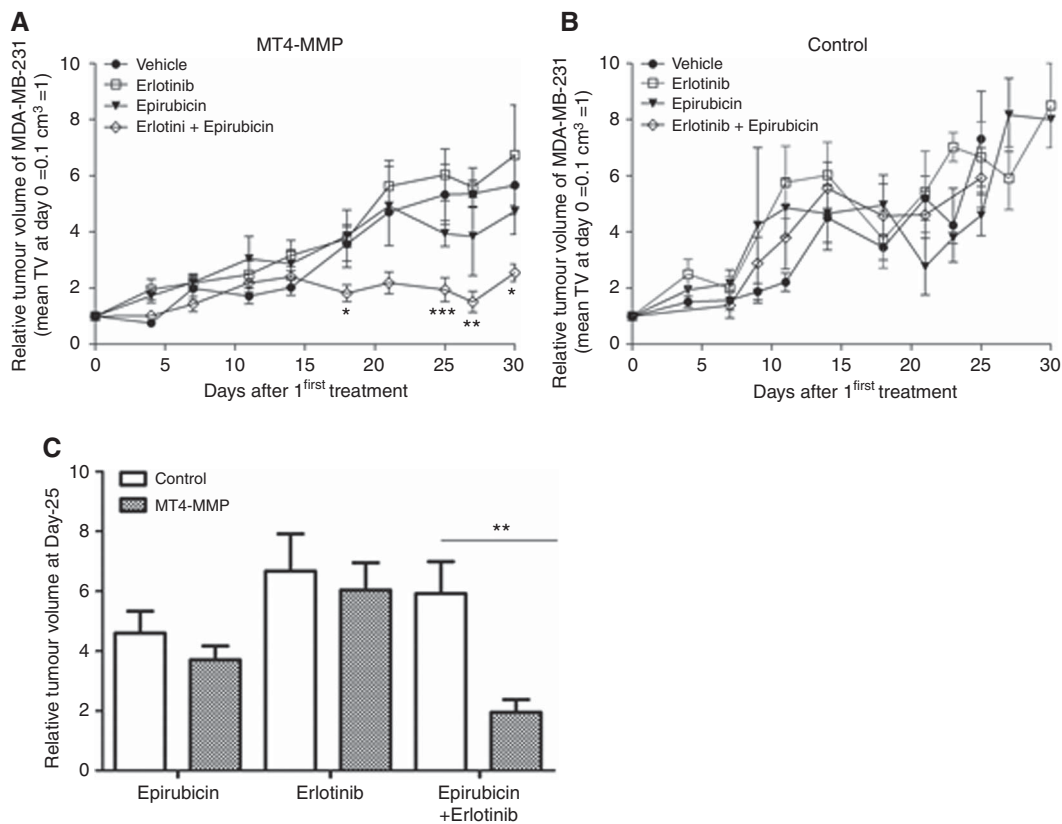 A
MT4-MMP
Relative tumour volume of MDA-MB-231
(mean TV at day 0 =0.1 cm³ =1)
10
8
6
4
2
0
Vehicle
Erlotinib
Epirubicin
Erlotini + Epirubicin
*
***
**
*
0 5 10 15 20 25 30
Days after 1first treatment
B
Control
Relative tumour volume of MDA-MB-231
(mean TV at day 0 =0.1 cm³ =1)
10
8
6
4
2
0
Vehicle
Erlotinib
Epirubicin
Erlotinib + Epirubicin
0 5 10 15 20 25 30
Days after 1first treatment
C
Relative tumour volume at Day-25
10
8
6
4
2
0
Control
MT4-MMP
**
Epirubicin
Erlotinib
Epirubicin
+Erlotinib